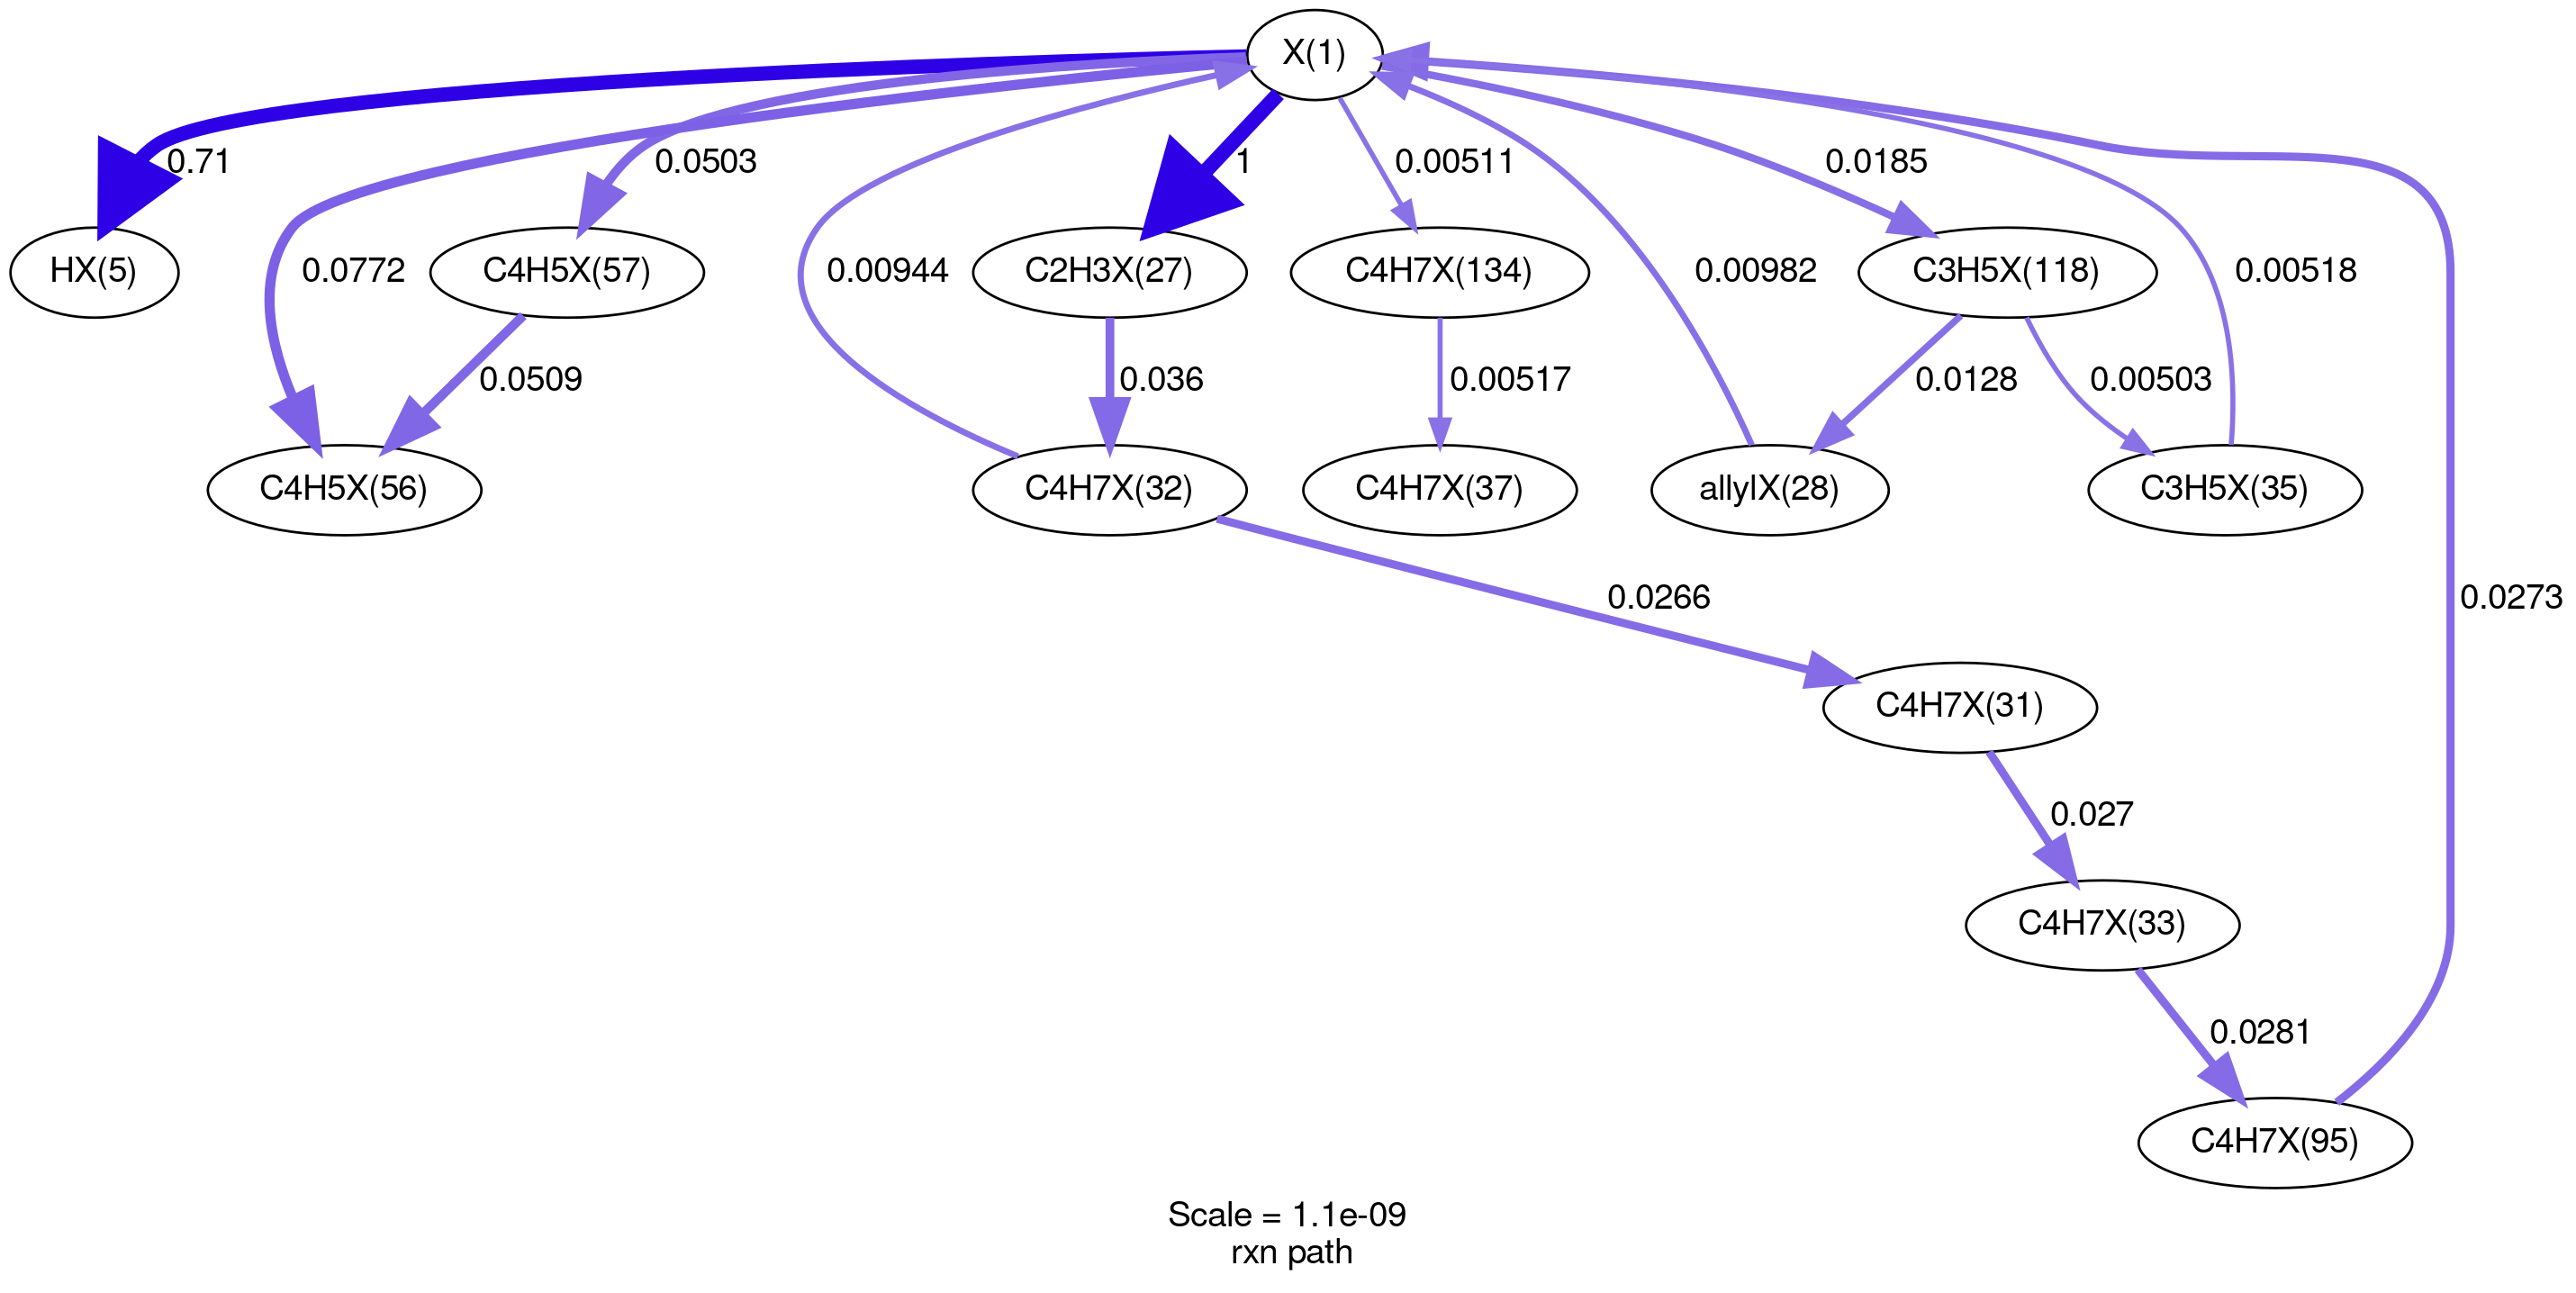 X(1)
0.71
0.0503
1
0.00511
0.0185
HX(5)
0.0772
C4H5X(57)
0.00944
C2H3X(27)
C4H7X(134)
0.00982
C3H5X(118)
0.00518
0.0509
0.036
0.00517
0.0128
0.00503
C4H5X(56)
C4H7X(32)
C4H7X(37)
allylX(28)
C3H5X(35)
0.0266
0.0273
C4H7X(31)
0.027
C4H7X(33)
0.0281
C4H7X(95)
Scale = 1.1e-09
rxn path